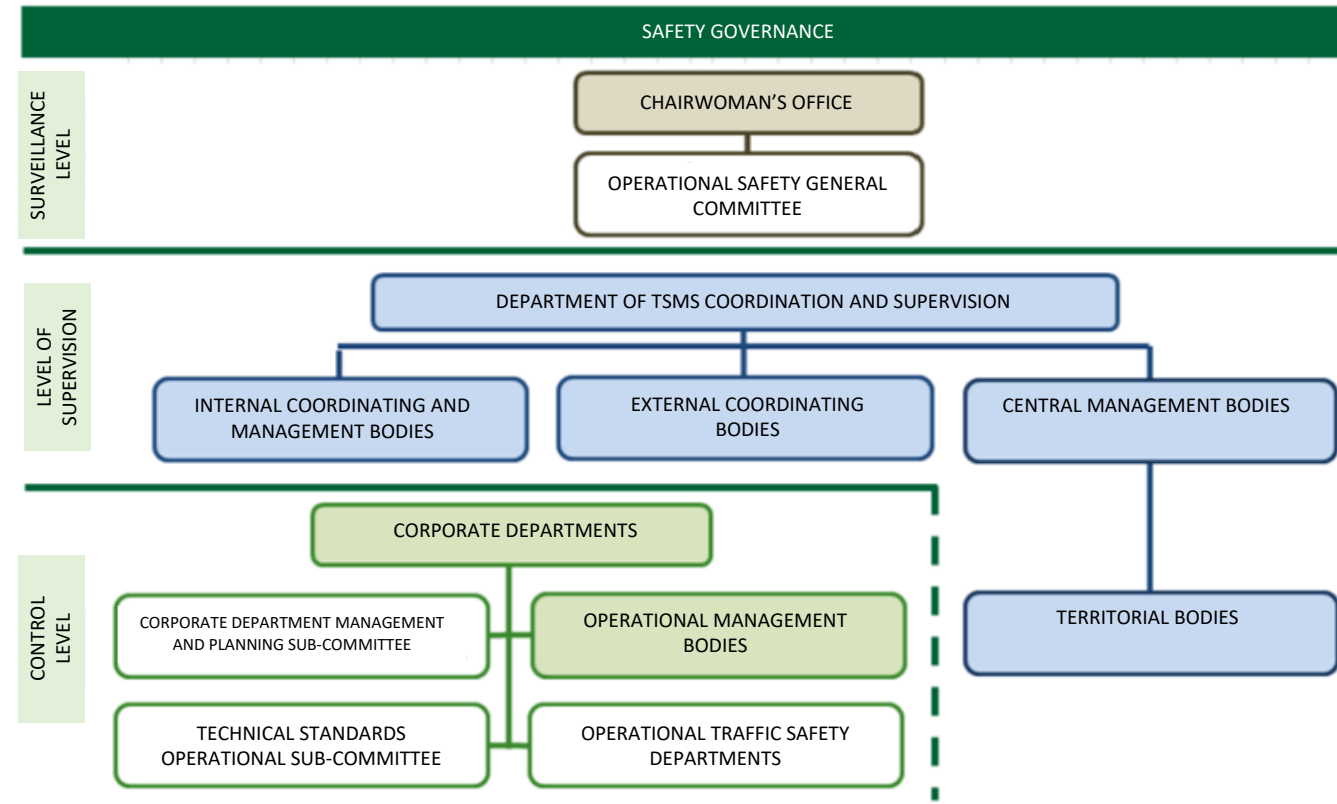 SAFETY GOVERNANCE
SURVEILLANCE
LEVEL
CHAIRWOMAN’S OFFICE
OPERATIONAL SAFETY GENERAL
COMMITTEE
LEVEL OF
SUPERVISION
DEPARTMENT OF TSMS COORDINATION AND SUPERVISION
INTERNAL COORDINATING AND
MANAGEMENT BODIES
EXTERNAL COORDINATING
BODIES
CENTRAL MANAGEMENT BODIES
CONTROL
LEVEL
CORPORATE DEPARTMENTS
CORPORATE DEPARTMENT MANAGEMENT
AND PLANNING SUB-COMMITTEE
OPERATIONAL MANAGEMENT
BODIES
TERRITORIAL BODIES
TECHNICAL STANDARDS
OPERATIONAL SUB-COMMITTEE
OPERATIONAL TRAFFIC SAFETY
DEPARTMENTS